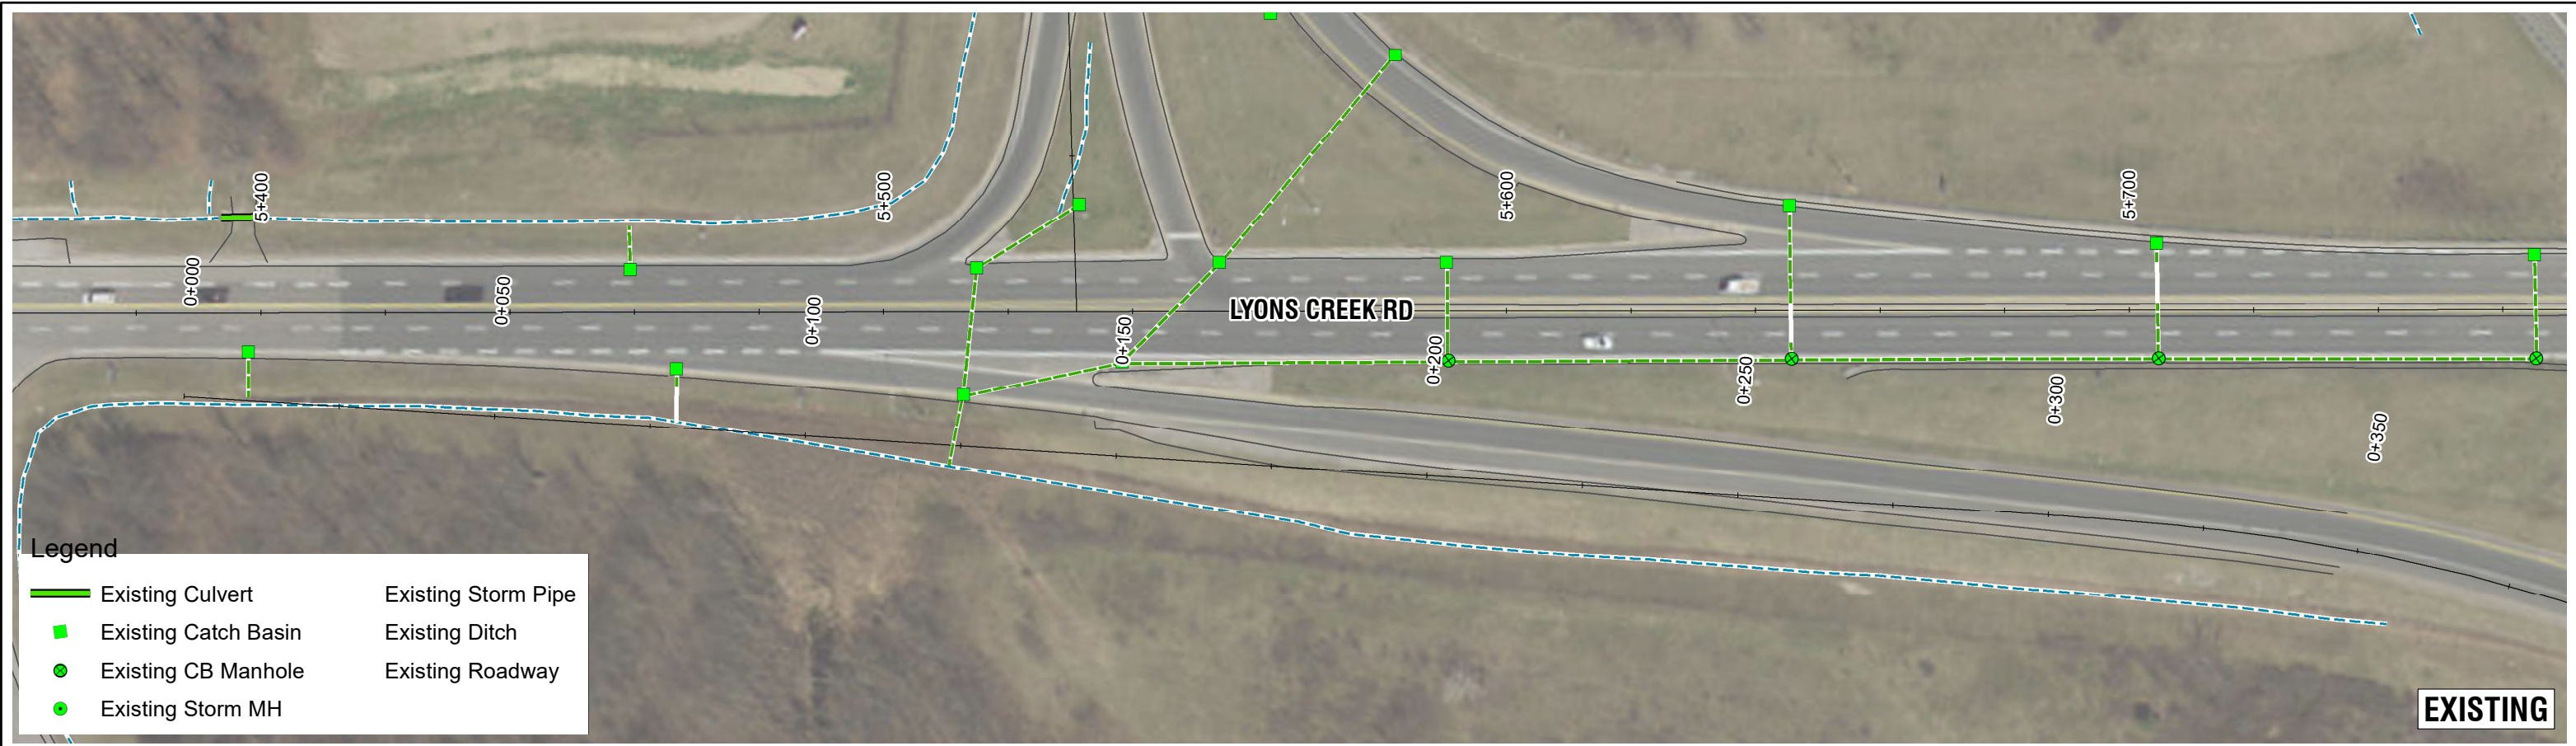 5+400
5+500
5+600
5+700
0+000
0+050
0+100
0+150
LYONS CREEK RD
0+200
0+250
0+300
0+350
Legend
Existing Culvert
Existing Catch Basin
Existing CB Manhole
Existing Storm MH
Existing Storm Pipe
Existing Ditch
Existing Roadway
EXISTING